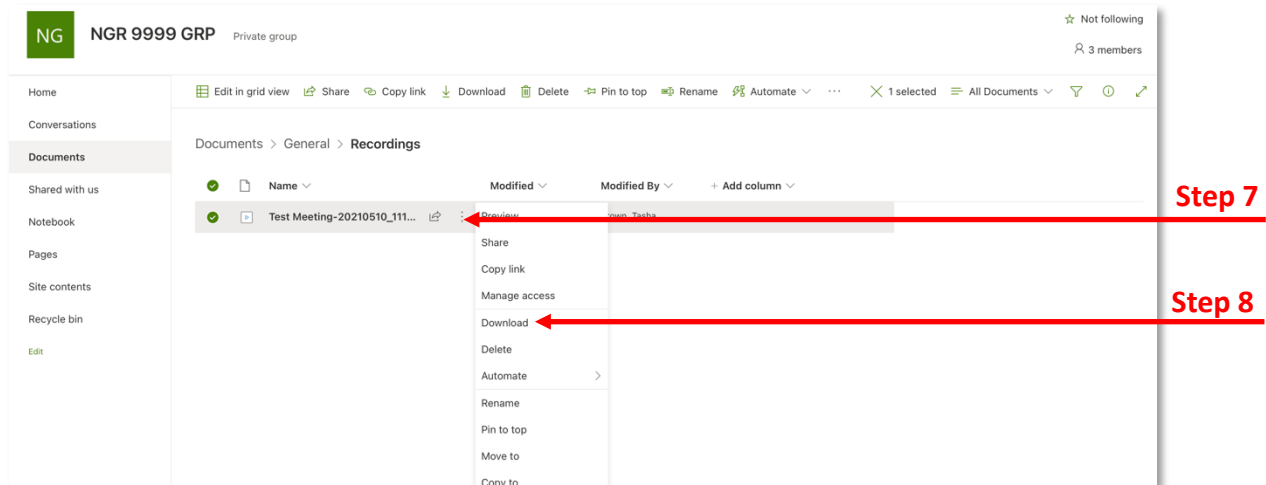 NG NGR 9999 GRP Private group
Not following
3 members
Home
Conversations
Documents
Shared with us
Notebook
Pages
Site contents
Recycle bin
Edit
Edit in grid view Share Copy link Download Delete Pin to top Rename Automate ··· 1 selected All Documents
Documents > General > Recordings
Name Modified Modified By + Add column
Test Meeting-20210510_111... Tasha
Preview
Share
Copy link
Manage access
Download
Delete
Automate
Rename
Pin to top
Move to
Copy to
Step 7
Step 8